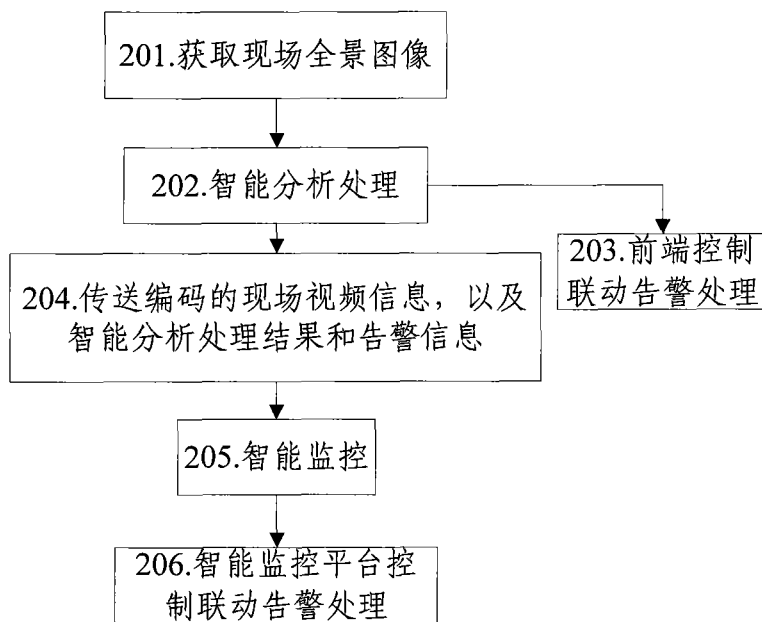 201.获取现场全景图像
202.智能分析处理
203.前端控制
联动告警处理
204.传送编码的现场视频信息，以及
智能分析处理结果和告警信息
205.智能监控
206.智能监控平台控
制联动告警处理